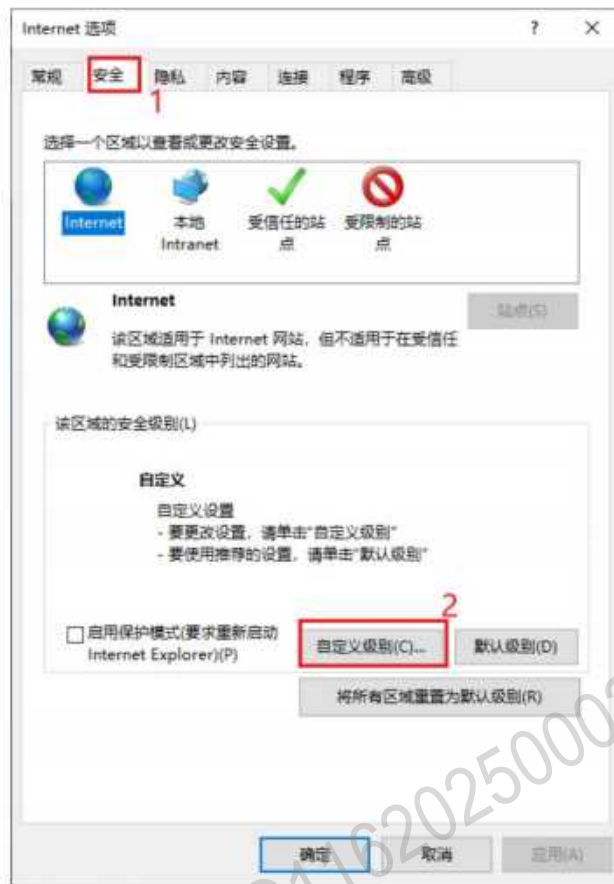 Internet 选项
?
×
常规 安全 隐私 内容 连接 程序 高级
1
选择一个区域以查看或更改安全设置。
Internet
本地
Intranet
受信任的站
点
受限制的站
点
Internet
站点(S)
该区域适用于 Internet 网站，但不适用于在受信任
和受限制区域中列出的网站。
该区域的安全级别(L)
自定义
自定义设置
- 要更改设置，请单击"自定义级别"
- 要使用推荐的设置，请单击"默认级别"
2
启用保护模式(要求重新启动
Internet Explorer)(P)
自定义级别(C)...
默认级别(D)
将所有区域重置为默认级别(R)
确定
取消
应用(A)